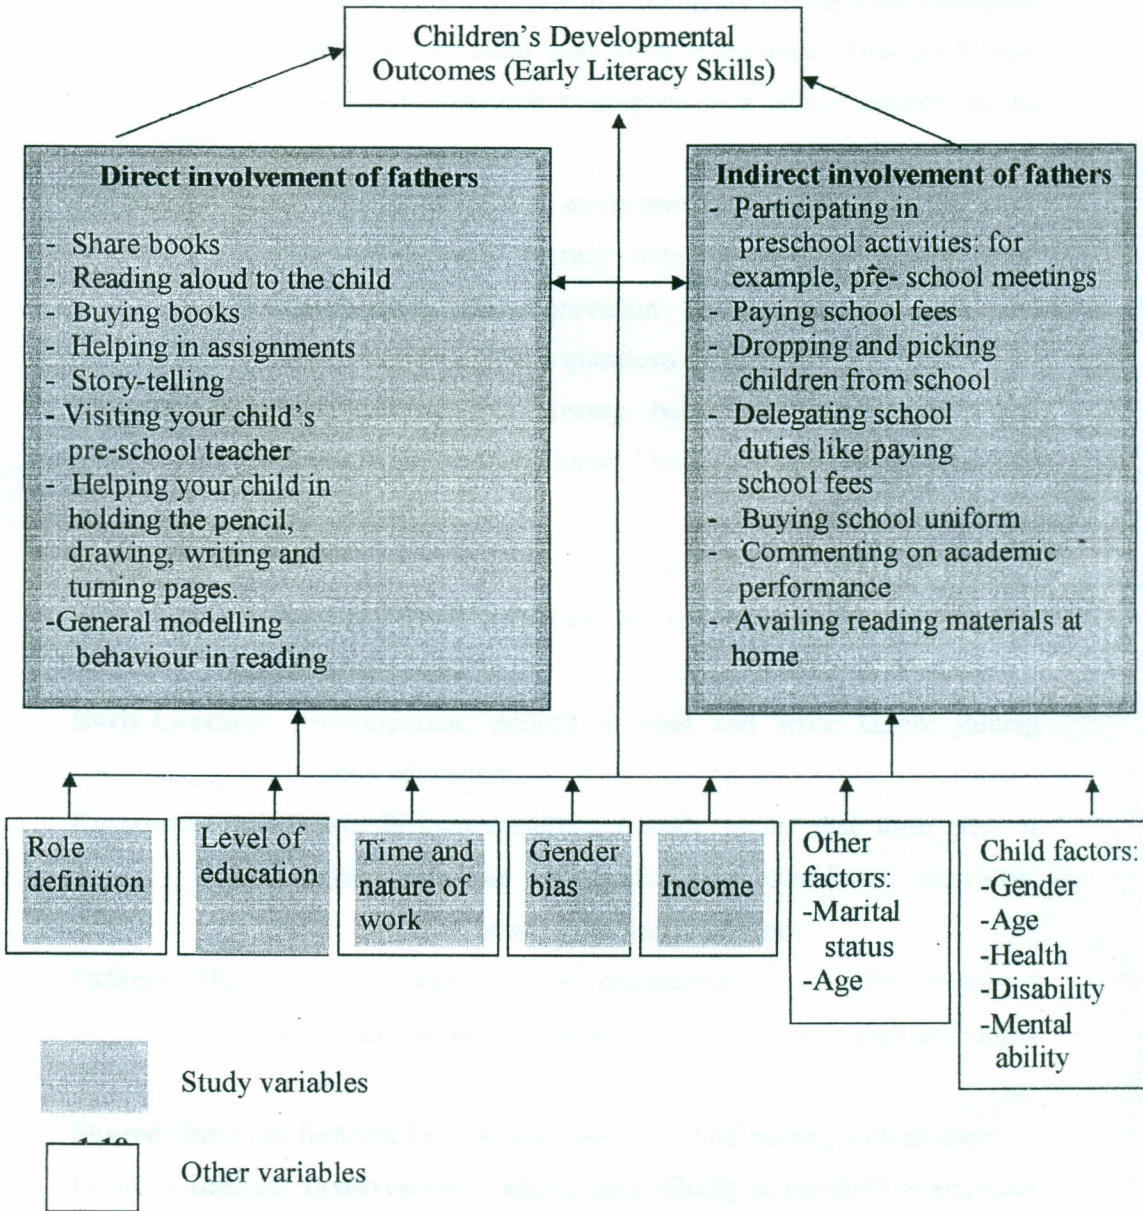 Children's Developmental
Outcomes (Early Literacy Skills)
Direct involvement of fathers
- Share books
- Reading aloud to the child
- Buying books
- Helping in assignments
- Story-telling
- Visiting your child's
pre-school teacher
- Helping your child in
holding the pencil,
drawing, writing and
turning pages.
-General modelling
behaviour in reading
Indirect involvement of fathers
- Participating in
preschool activities: for
example, pre- school meetings
- Paying school fees
- Dropping and picking
children from school
- Delegating school
duties like paying
school fees
- Buying school uniform
- Commenting on academic
performance
- Availing reading materials at
home
Role
definition
Level of
education
Time and
nature of
work
Gender
bias
Income
Other
factors:
-Marital
status
-Age
Child factors:
-Gender
-Age
-Health
-Disability
-Mental
ability
Study variables
Other variables